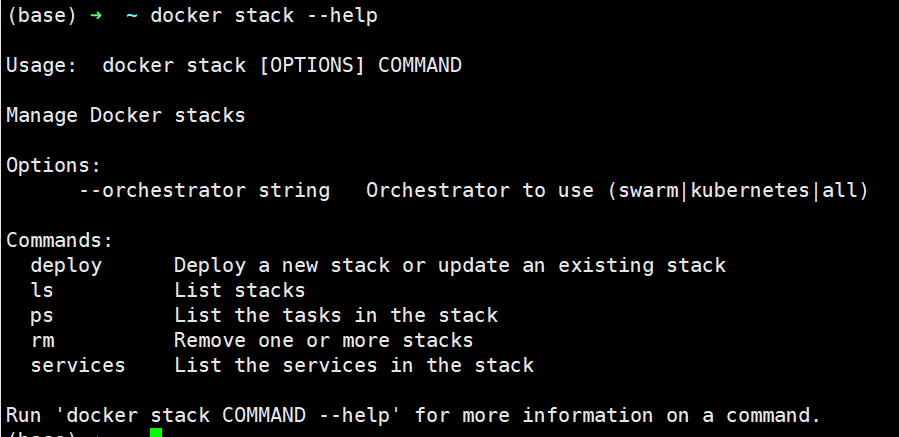 (base) ➜  ~ docker stack --help
Usage:  docker stack [OPTIONS] COMMAND
Manage Docker stacks
Options:
      --orchestrator string   Orchestrator to use (swarm|kubernetes|all)
Commands:
  deploy      Deploy a new stack or update an existing stack
  ls          List stacks
  ps          List the tasks in the stack
  rm          Remove one or more stacks
  services    List the services in the stack
Run 'docker stack COMMAND --help' for more information on a command.
(base)